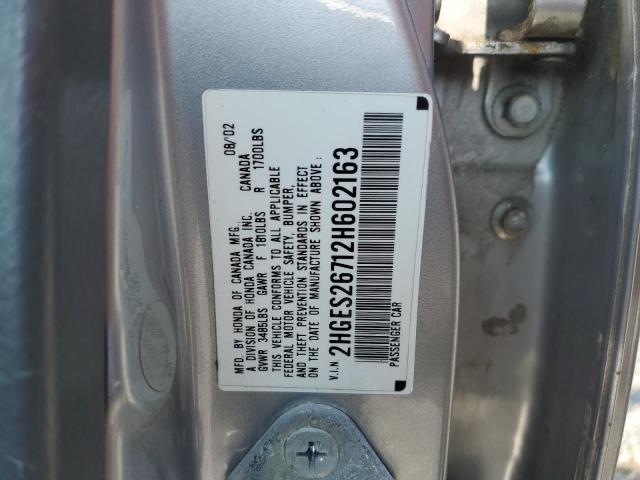 MFD. BY HONDA OF CANADA MFG. 08/'02
A DIVISION OF HONDA CANADA INC. CANADA
GVWR 3485LBS GAWR F 1810LBS R 1700LBS
THIS VEHICLE CONFORMS TO ALL APPLICABLE
FEDERAL MOTOR VEHICLE SAFETY, BUMPER,
AND THEFT PREVENTION STANDARDS IN EFFECT
ON THE DATE OF MANUFACTURE SHOWN ABOVE:
V.I.N. 2HGES26712H602163
PASSENGER CAR